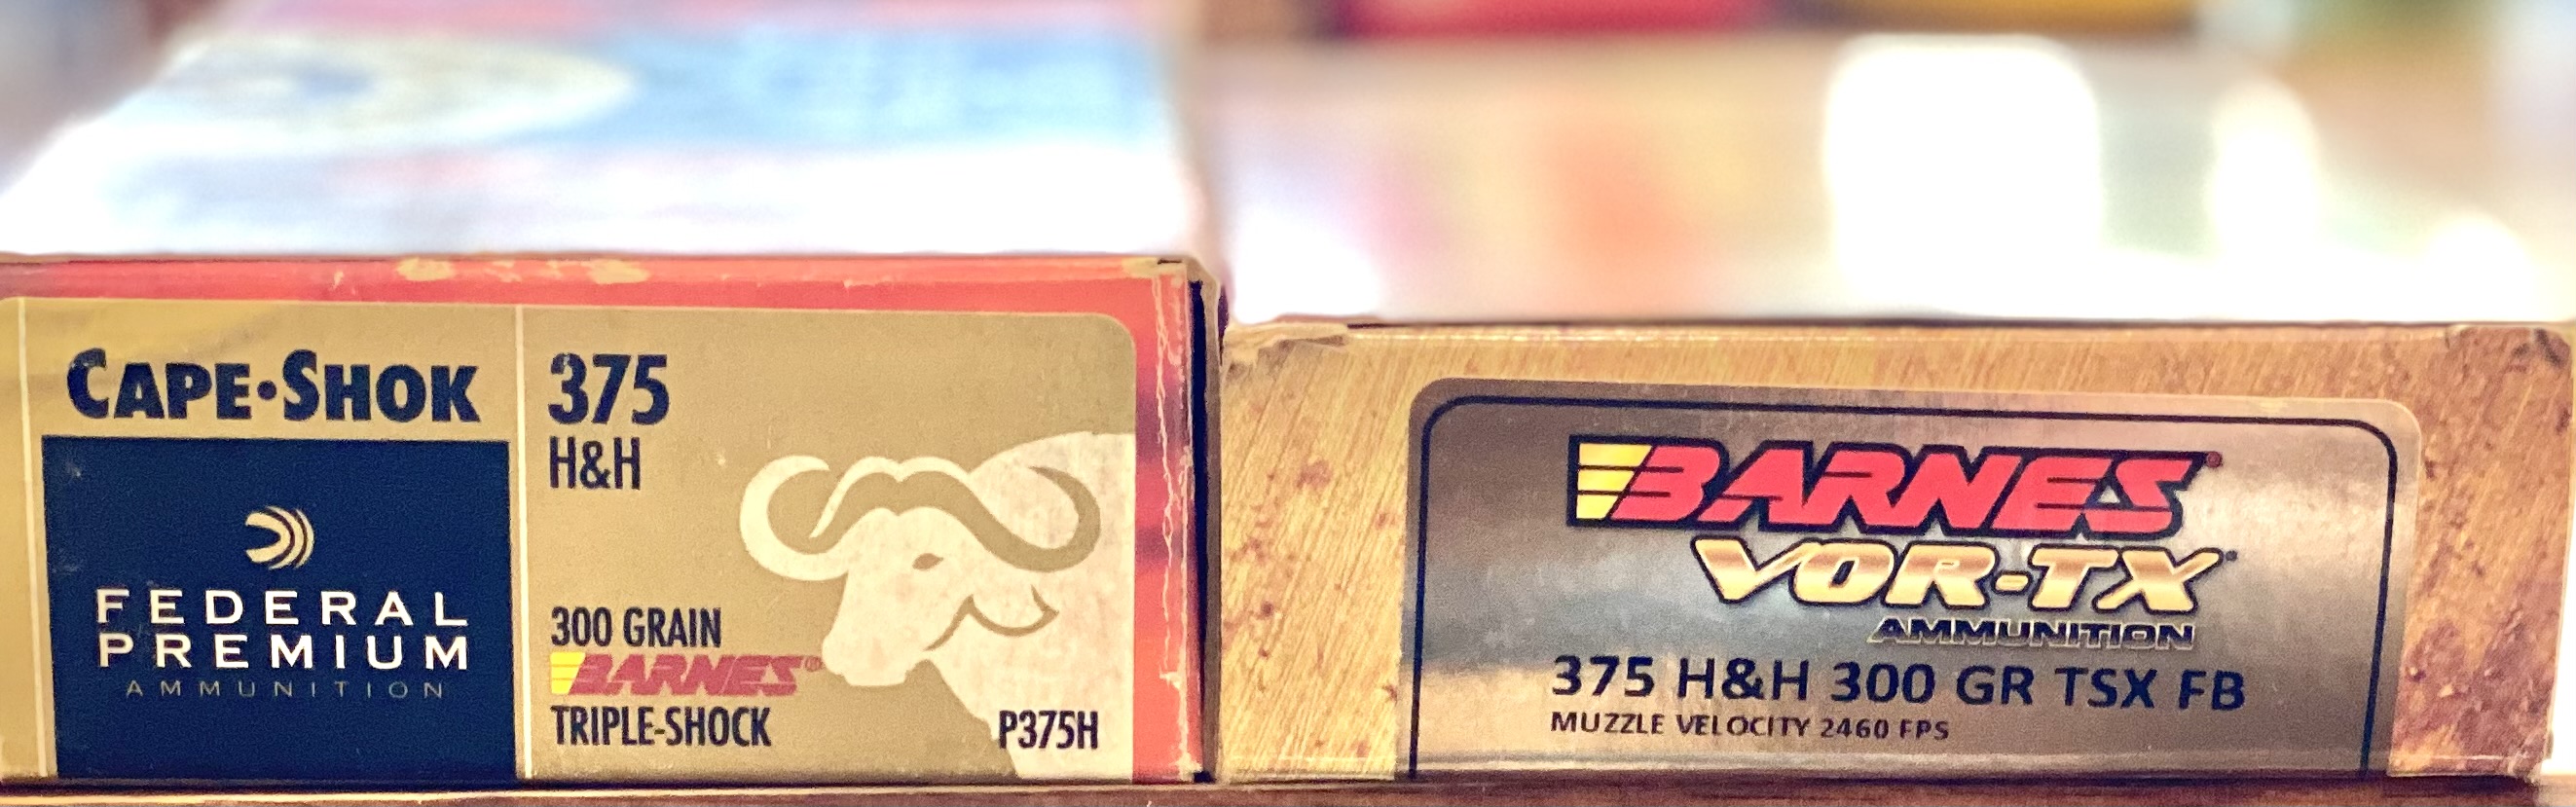 CAPE•SHOK
FEDERAL
PREMIUM
AMMUNITION
375
H&H
300 GRAIN
BARNES®
TRIPLE-SHOCK
P375H
BARNES
VOR-TX
AMMUNITION
375 H&H 300 GR TSX FB
MUZZLE VELOCITY 2460 FPS